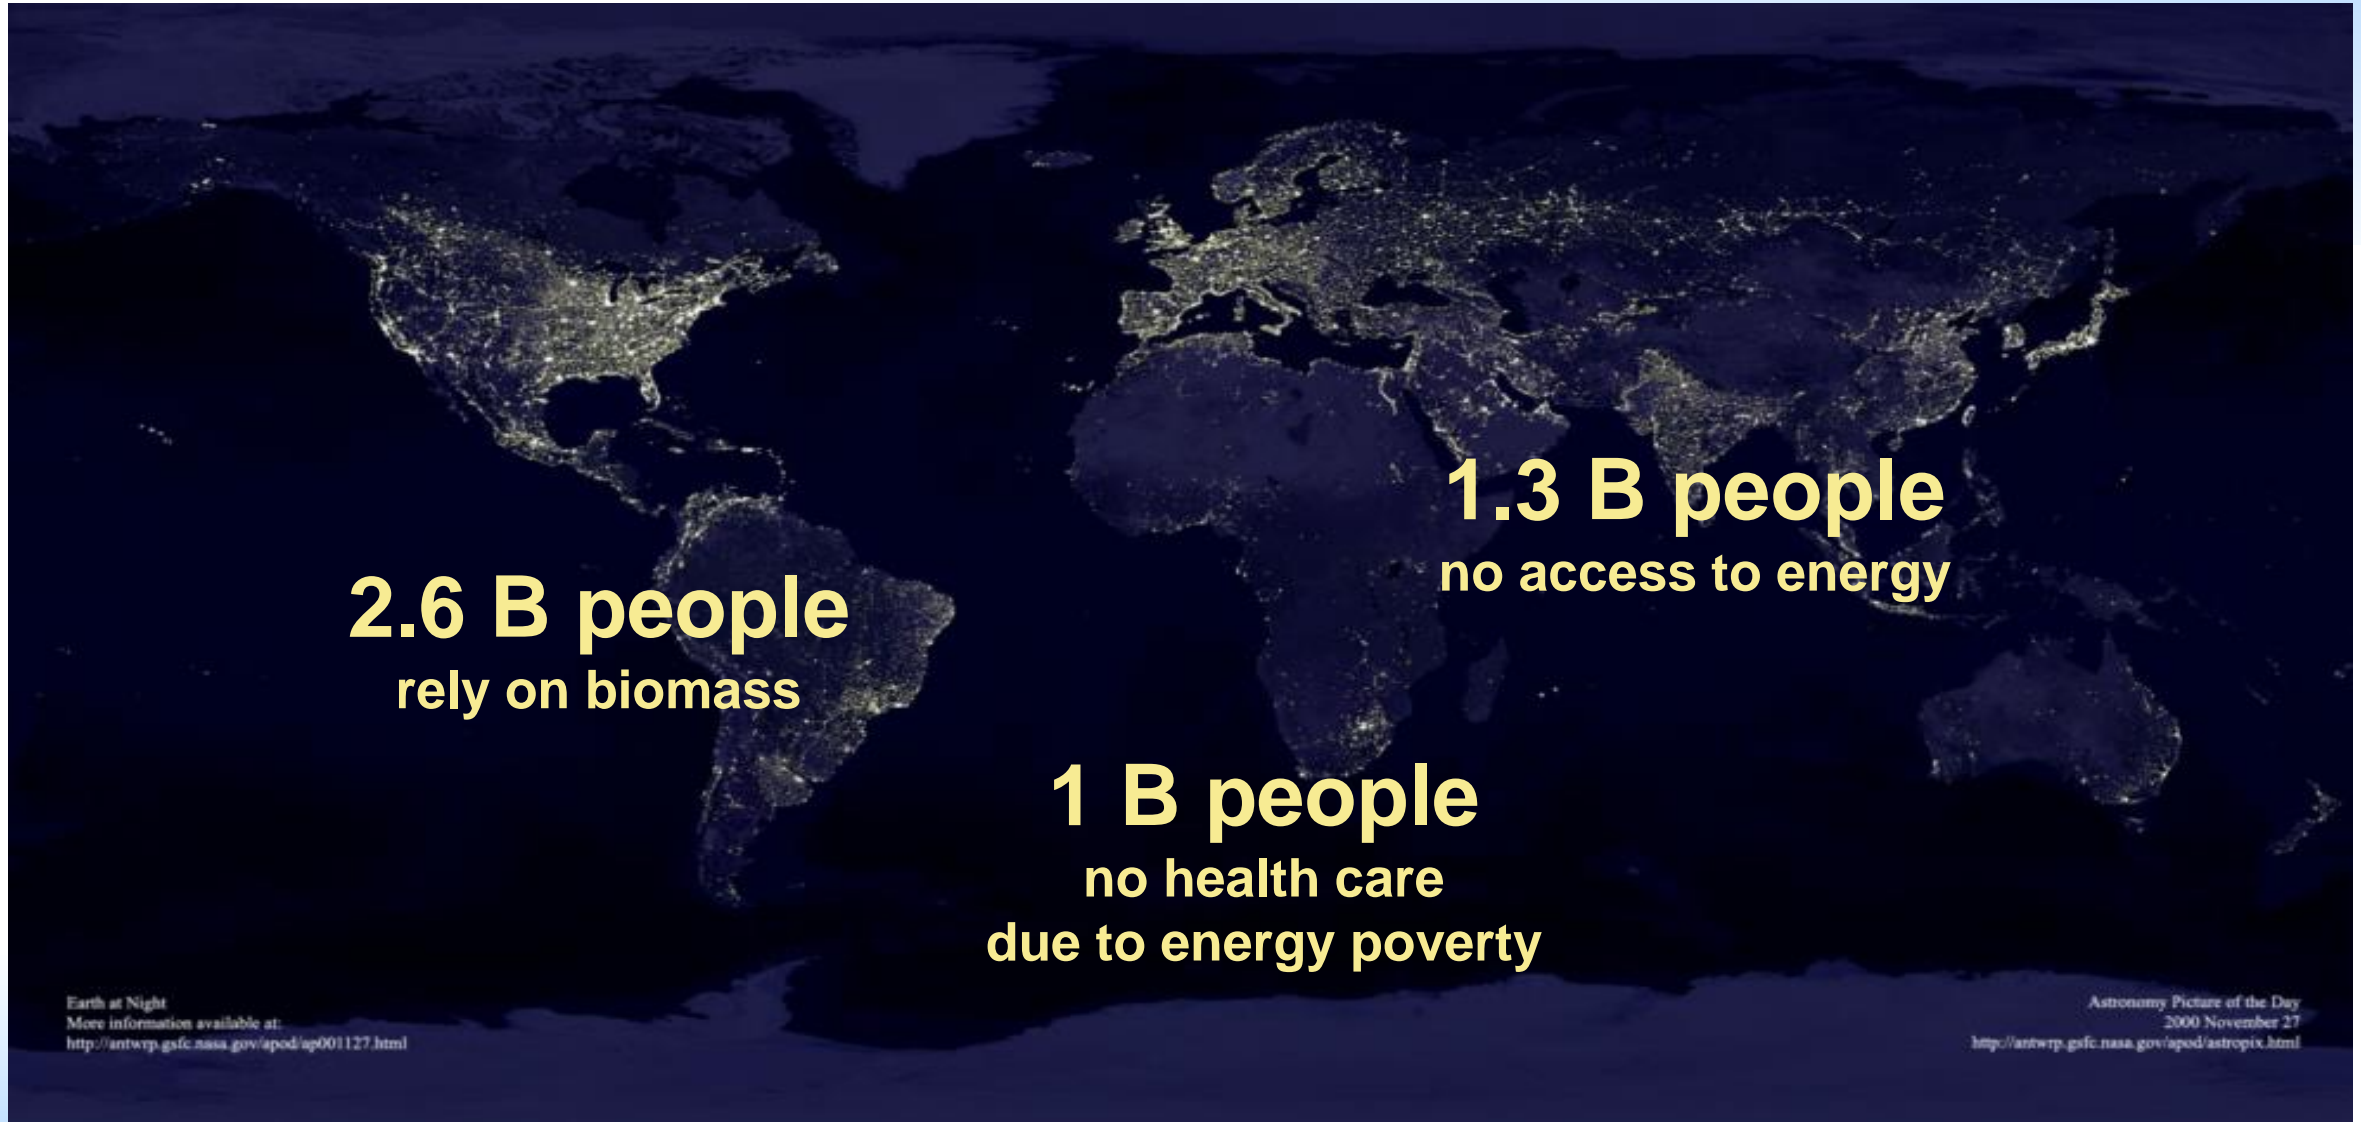 1.3 B people
no access to energy
2.6 B people
rely on biomass
1 B people
no health care
due to energy poverty
Earth at Night
More information available at:
http://antwrp.gsfc.nasa.gov/apod/ap001127.html
Astronomy Picture of the Day
2000 November 27
http://antwrp.gsfc.nasa.gov/apod/astropix.html